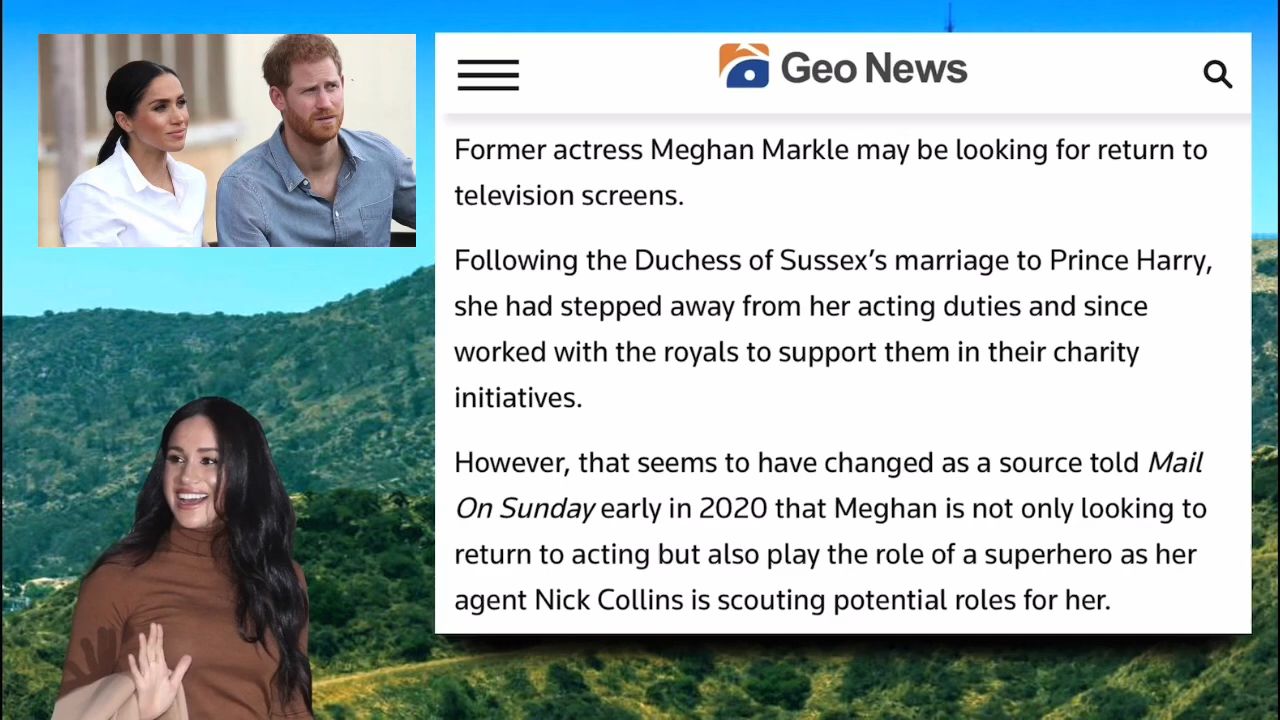 Geo News
Former actress Meghan Markle may be looking for return to
television screens.
Following the Duchess of Sussex’s marriage to Prince Harry,
she had stepped away from her acting duties and since
worked with the royals to support them in their charity
initiatives.
However, that seems to have changed as a source told Mail
On Sunday early in 2020 that Meghan is not only looking to
return to acting but also play the role of a superhero as her
agent Nick Collins is scouting potential roles for her.